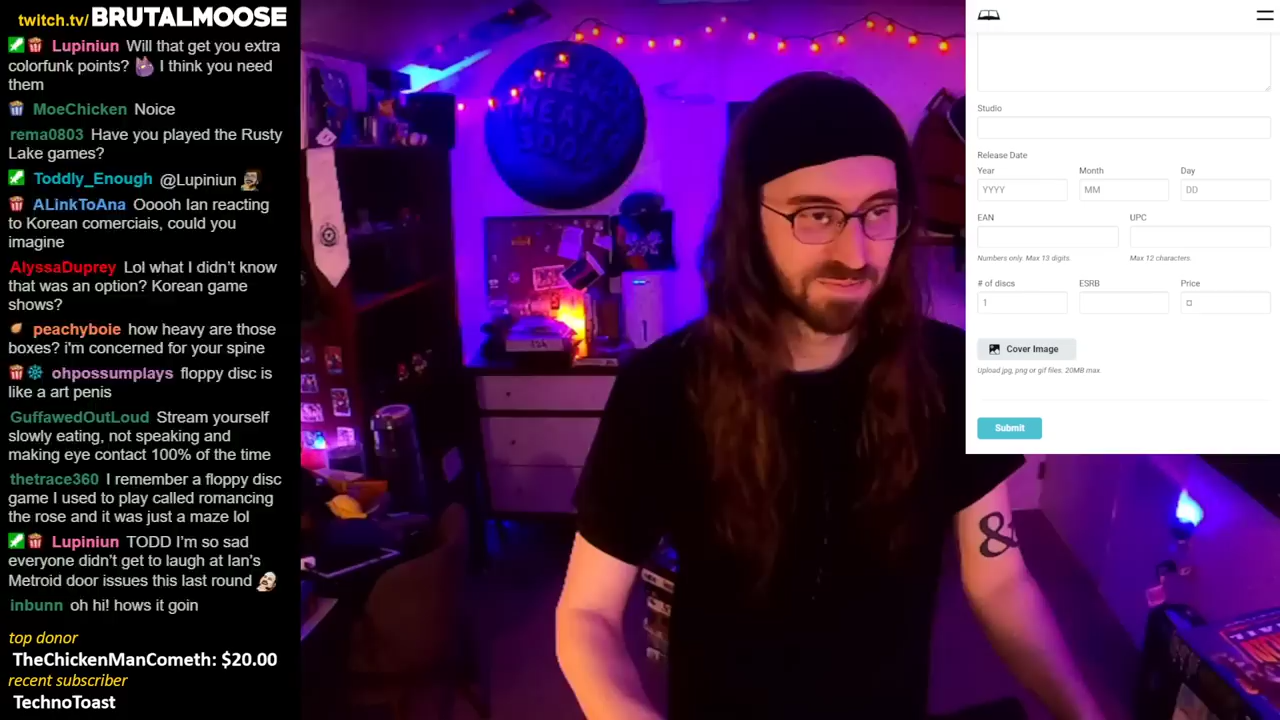 twitch.tv/BRUTALMOOSE
Lupiniun Will that get you extra
colorfunk points? I think you need
them
MoeChicken Noice
rema0803 Have you played the Rusty
Lake games?
Toddly_Enough @Lupiniun
ALinkToAna Ooooh Ian reacting
to Korean comerciais, could you
imagine
AlyssaDuprey Lol what I didn't know
that was an option? Korean game
shows?
peachyboie how heavy are those
boxes? i'm concerned for your spine
ohpossumplays floppy disc is
like a art penis
GuffawedOutLoud Stream yourself
slowly eating, not speaking and
making eye contact 100% of the time
thetrace360 I remember a floppy disc
game I used to play called romancing
the rose and it was just a maze lol
Lupiniun TODD I'm so sad
everyone didn't get to laugh at Ian's
Metroid door issues this last round
inbunn oh hi! hows it goin
top donor
TheChickenManCometh: $20.00
recent subscriber
TechnoToast
&
Studio
Release Date
Year Month Day
YYYY MM DD
EAN UPC
Numbers only. Max 13 digits. Max 12 characters.
# of discs ESRB Price
1 ¤
Cover Image
Upload jpg, png or gif files. 20MB max.
Submit